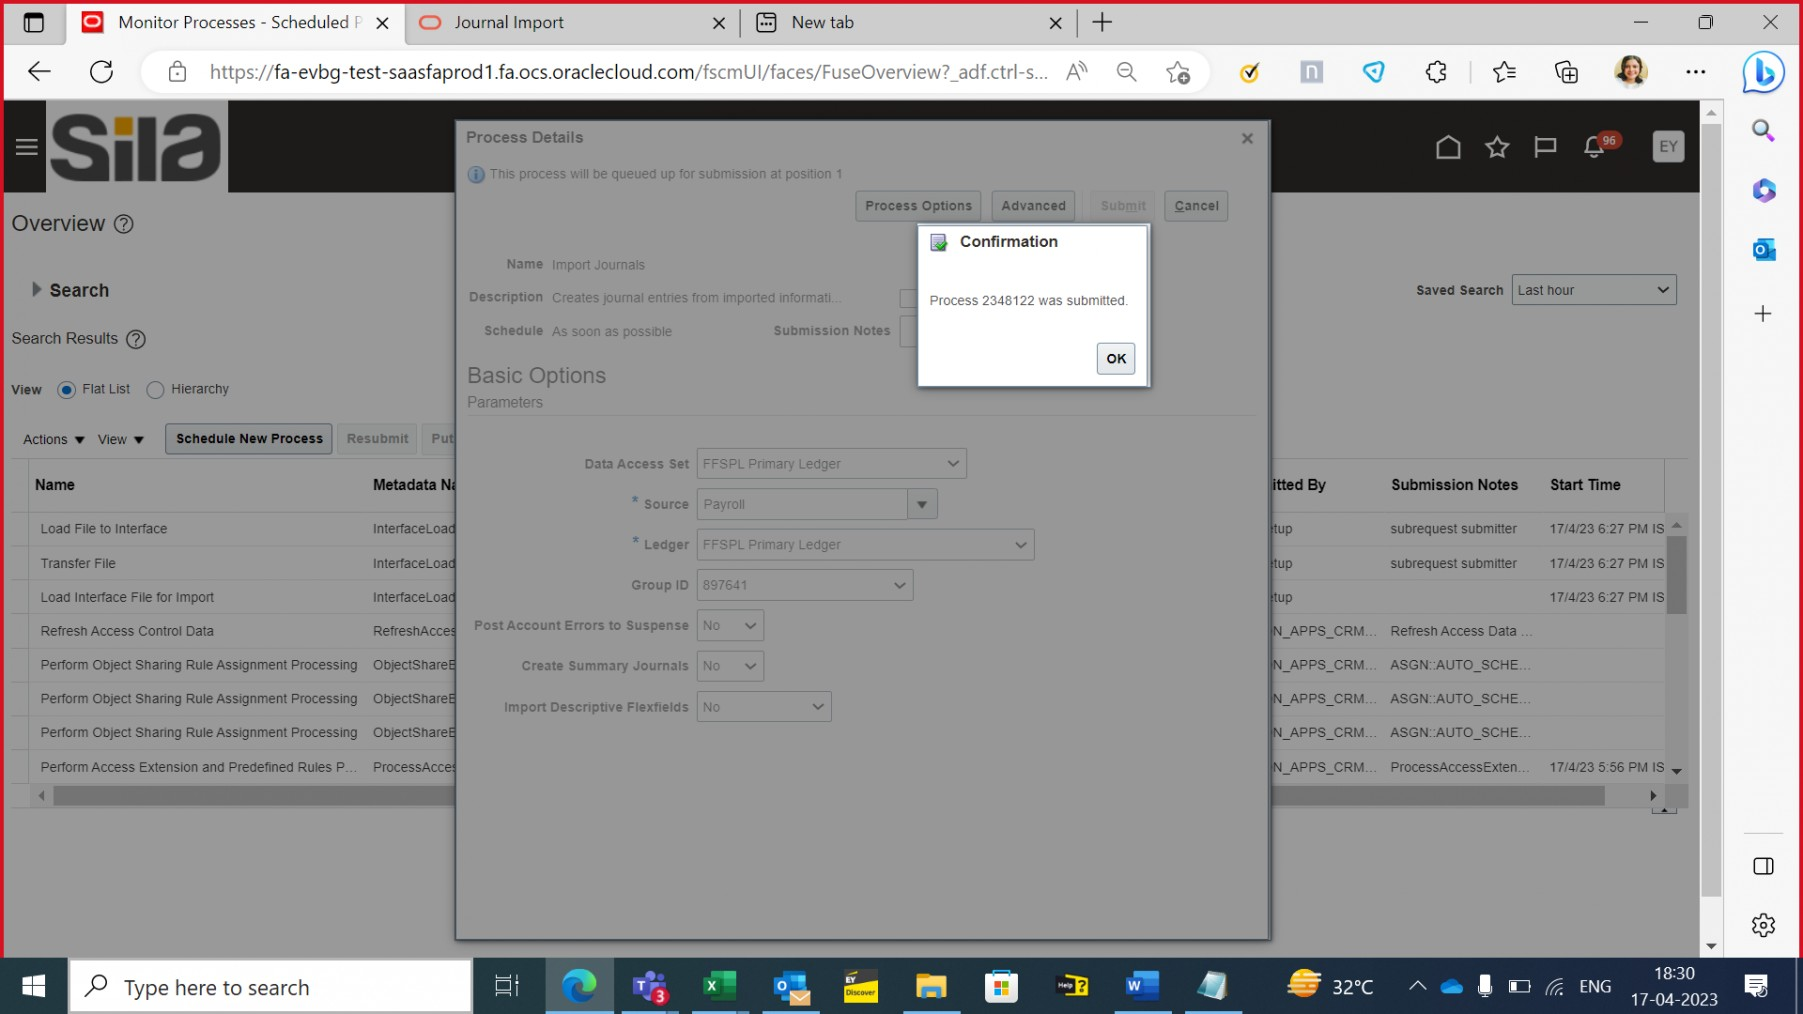 Monitor Processes - Scheduled P
Journal Import
New tab
https://fa-evbg-test-saasfaprod1.fa.ocs.oraclecloud.com/fscmUI/faces/FuseOverview?_adf.ctrl-s...
sila
96
EY
Process Details
This process will be queued up for submission at position 1
Process Options
Advanced
Submit
Cancel
Overview
Confirmation
Name Import Journals
Search
Description Creates journal entries from imported informati...
Process 2348122 was submitted.
Saved Search Last hour
Schedule As soon as possible
Submission Notes
Search Results
OK
Basic Options
View Flat List Hierarchy
Parameters
Actions View Schedule New Process Resubmit Put
Data Access Set FFSPL Primary Ledger
Name
Metadata Na
itted By
Submission Notes
Start Time
* Source Payroll
Load File to Interface InterfaceLoad
tup subrequest submitter 17/4/23 6:27 PM IS
* Ledger FFSPL Primary Ledger
Transfer File InterfaceLoad
tup subrequest submitter 17/4/23 6:27 PM IS
Group ID 897641
Load Interface File for Import InterfaceLoad
tup 17/4/23 6:27 PM IS
Post Account Errors to Suspense No
Refresh Access Control Data RefreshAcces
N_APPS_CRM... Refresh Access Data ...
Create Summary Journals No
Perform Object Sharing Rule Assignment Processing ObjectShareE
N_APPS_CRM... ASGN::AUTO_SCHE...
Import Descriptive Flexfields No
Perform Object Sharing Rule Assignment Processing ObjectShareE
N_APPS_CRM... ASGN::AUTO_SCHE...
Perform Object Sharing Rule Assignment Processing ObjectShareE
N_APPS_CRM... ASGN::AUTO_SCHE...
Perform Access Extension and Predefined Rules P... ProcessAcces
N_APPS_CRM... ProcessAccessExten... 17/4/23 5:56 PM IS
Type here to search
3
EY
Discover
Help?
32°C
ENG
18:30
17-04-2023